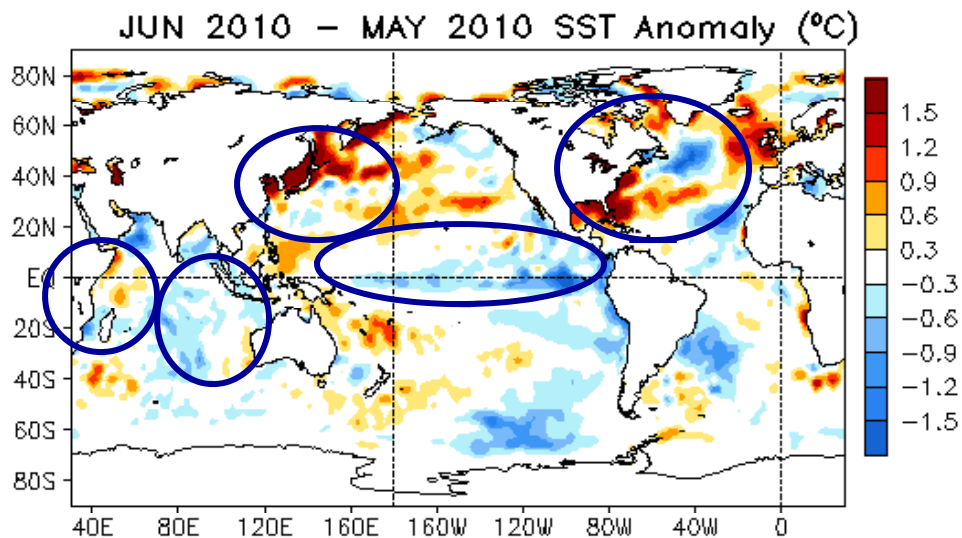 JUN 2010 – MAY 2010 SST Anomaly (ºC)
80N
60N
40N
20N
EQ
20S
40S
60S
80S
40E 80E 120E 160E 160W 120W 80W 40W 0
1.5
1.2
0.9
0.6
0.3
−0.3
−0.6
−0.9
−1.2
−1.5